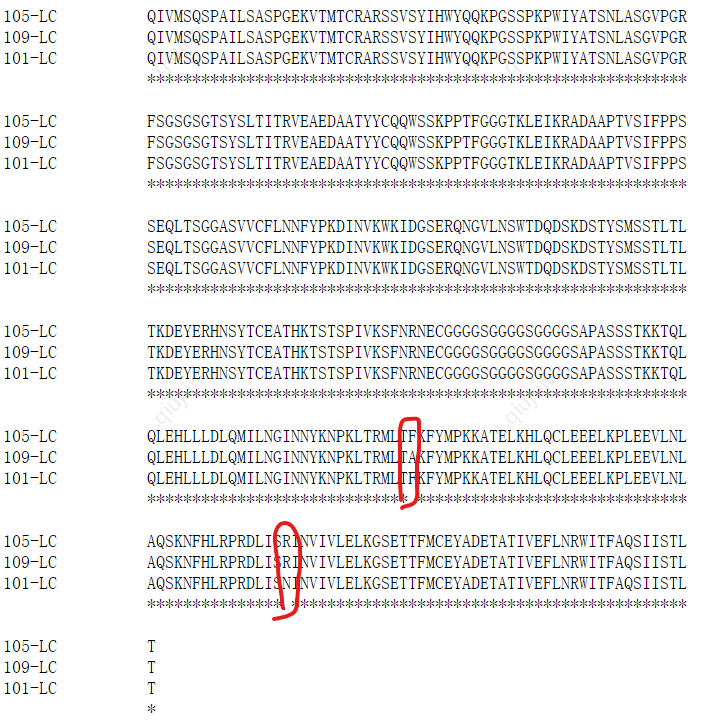 105-LC QIVMSQSPAILSASPGEKVTMTCRARSSVSYIHWYQQKPGSSPKPWIYATSNLASGVPGR
109-LC QIVMSQSPAILSASPGEKVTMTCRARSSVSYIHWYQQKPGSSPKPWIYATSNLASGVPGR
101-LC QIVMSQSPAILSASPGEKVTMTCRARSSVSYIHWYQQKPGSSPKPWIYATSNLASGVPGR
************************************************************
105-LC FSGSGSGTSYSLTITRVEAEDAATYYCQQWSSKPPTFGGGTKLEIKRADAAPTVSIFPPS
109-LC FSGSGSGTSYSLTITRVEAEDAATYYCQQWSSKPPTFGGGTKLEIKRADAAPTVSIFPPS
101-LC FSGSGSGTSYSLTITRVEAEDAATYYCQQWSSKPPTFGGGTKLEIKRADAAPTVSIFPPS
************************************************************
105-LC SEQLTSGGASVVCFLNNFYPKDINVKWKIDGSERQNGVLNSWTDQDSKDSTYSMSSTLTL
109-LC SEQLTSGGASVVCFLNNFYPKDINVKWKIDGSERQNGVLNSWTDQDSKDSTYSMSSTLTL
101-LC SEQLTSGGASVVCFLNNFYPKDINVKWKIDGSERQNGVLNSWTDQDSKDSTYSMSSTLTL
************************************************************
105-LC TKDEYERHNSYTCEATHKTSTSPIVKSFNRNECGGGGSGGGGSGGGGSAPASSSTKKTQL
109-LC TKDEYERHNSYTCEATHKTSTSPIVKSFNRNECGGGGSGGGGSGGGGSAPASSSTKKTQL
101-LC TKDEYERHNSYTCEATHKTSTSPIVKSFNRNECGGGGSGGGGSGGGGSAPASSSTKKTQL
************************************************************
105-LC QLEHLLLDLQMILNGINNYKNPKLTRMLTFKFYMPKKATELKHLQCLEEELKPLEEVLNL
109-LC QLEHLLLDLQMILNGINNYKNPKLTRMLTAKFYMPKKATELKHLQCLEEELKPLEEVLNL
101-LC QLEHLLLDLQMILNGINNYKNPKLTRMLTFKFYMPKKATELKHLQCLEEELKPLEEVLNL
***************************** ******************************
105-LC AQSKNFHLRPRDLISRINVIVLELKGSETTFMCEYADETATIVEFLNRWITFAQSIISTL
109-LC AQSKNFHLRPRDLISRINVIVLELKGSETTFMCEYADETATIVEFLNRWITFAQSIISTL
101-LC AQSKNFHLRPRDLISNINVIVLELKGSETTFMCEYADETATIVEFLNRWITFAQSIISTL
*************** ********************************************
105-LC T
109-LC T
101-LC T
*